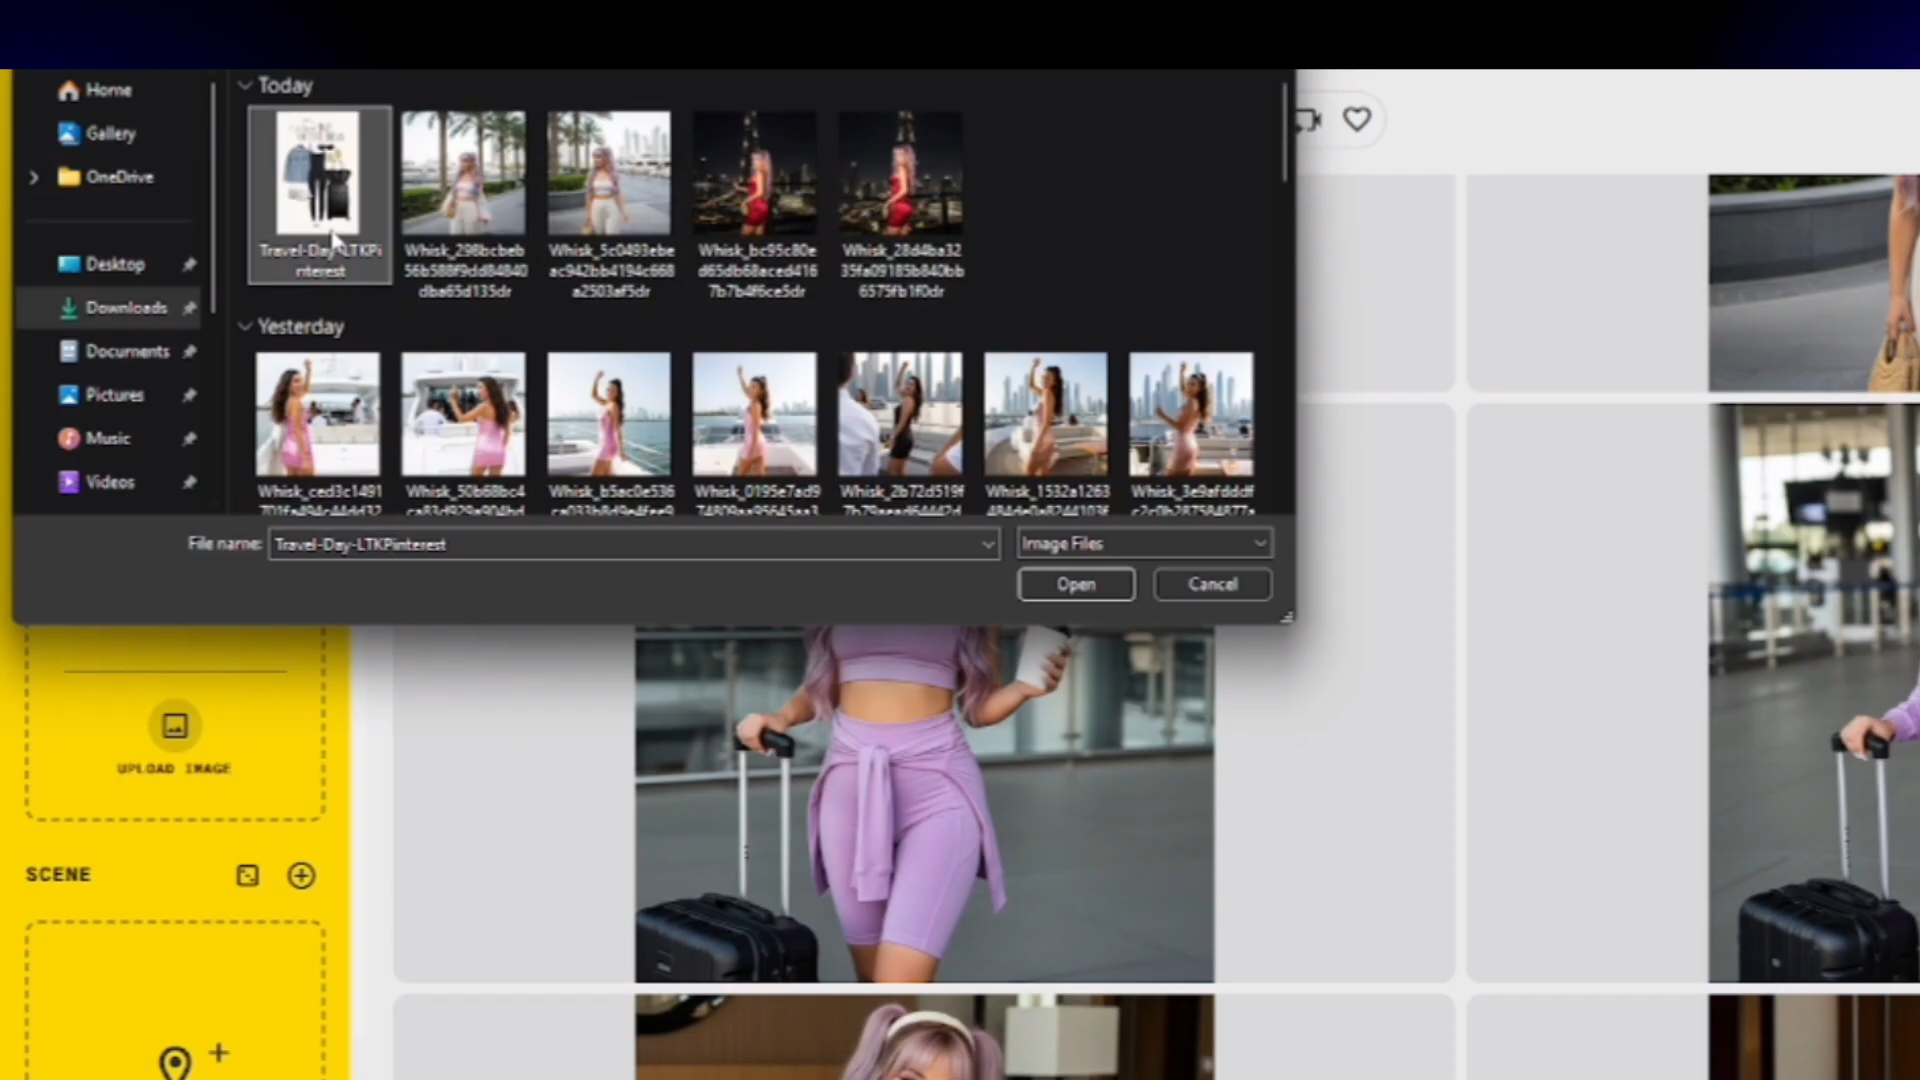 Home
Gallery
OneDrive
Desktop
Downloads
Documents
Pictures
Music
Videos
Today
Travel-Day-LTKPi
nterest
Whisk_298bcbeb
56b588f9dd84840
dba65d135dr
Whisk_5c0493ebe
ac942bb4194c668
a2503af5dr
Whisk_bc95c80e
d65db68aced416
7b7b4f6ce5dr
Whisk_28d4ba32
35fa09185b840bb
6575fb1f0dr
Yesterday
Whisk_ced3c1491
Whisk_50b68bc4
Whisk_b5ac0e536
Whisk_0195e7ad9
Whisk_2b72d519f
Whisk_1532a1263
Whisk_3e9afdddf
File name:
Travel-Day-LTKPinterest
Image Files
Open
Cancel
UPLOAD IMAGE
SCENE